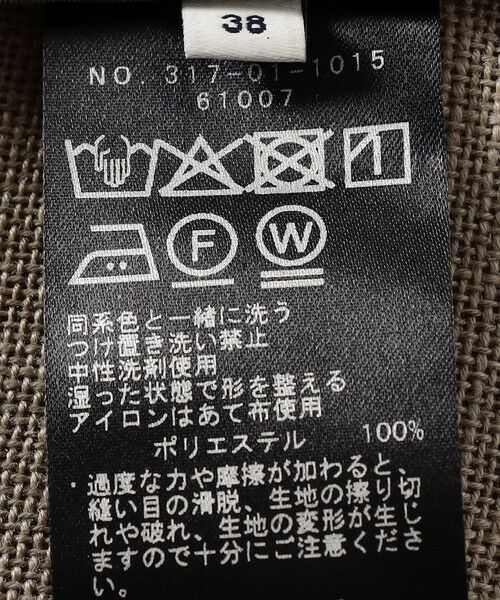 38
NO. 317-01-1015
61007
F W
同系色と一緒に洗う
つけ置き洗い禁止
中性洗剤使用
湿った状態で形を整える
アイロンはあて布使用
ポリエステル 100%
・過度な力や摩擦が加わると、
縫い目の滑脱、生地の擦り切
れや破れ、生地の変形が生じ
ますので十分にご注意くださ
い。